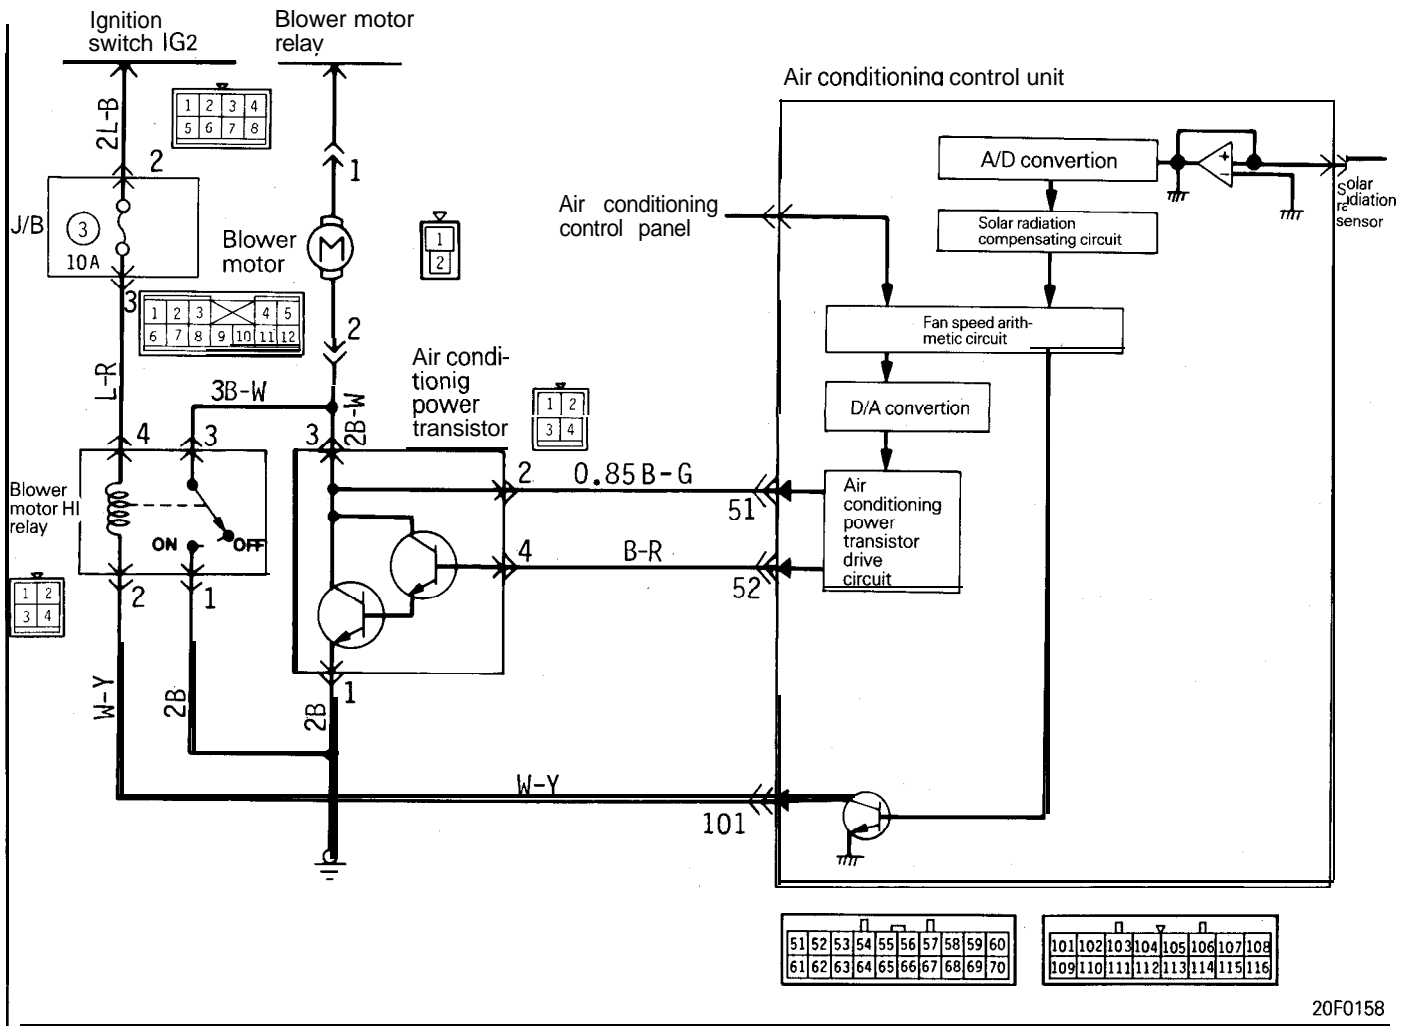 Ignition
switch IG2
Blower motor
relay
Air conditioning control unit
2L-B
1 2 3 4
5 6 7 8
2
1
J/B
3
10A
Blower
motor
M
1
2
3
1 2 3 4 5
6 7 8 9 10 11 12
2
Air conditioning
control panel
A/D convertion
+
-
Solar
radiation
sensor
Solar radiation
compensating circuit
Fan speed arith-
metic circuit
D/A convertion
Air
conditioning
power
transistor
drive
circuit
L-R
3B-W
2B-W
Air condi-
tionig
power
transistor
1 2
3 4
4
3
3
2
0.85B-G
51
4
B-R
52
Blower
motor HI
relay
ON
OFF
1 2
3 4
2
1
1
W-Y
2B
2B
W-Y
101
51 52 53 54 55 56 57 58 59 60
61 62 63 64 65 66 67 68 69 70
101 102 103 104 105 106 107 108
109 110 111 112 113 114 115 116
20F0158